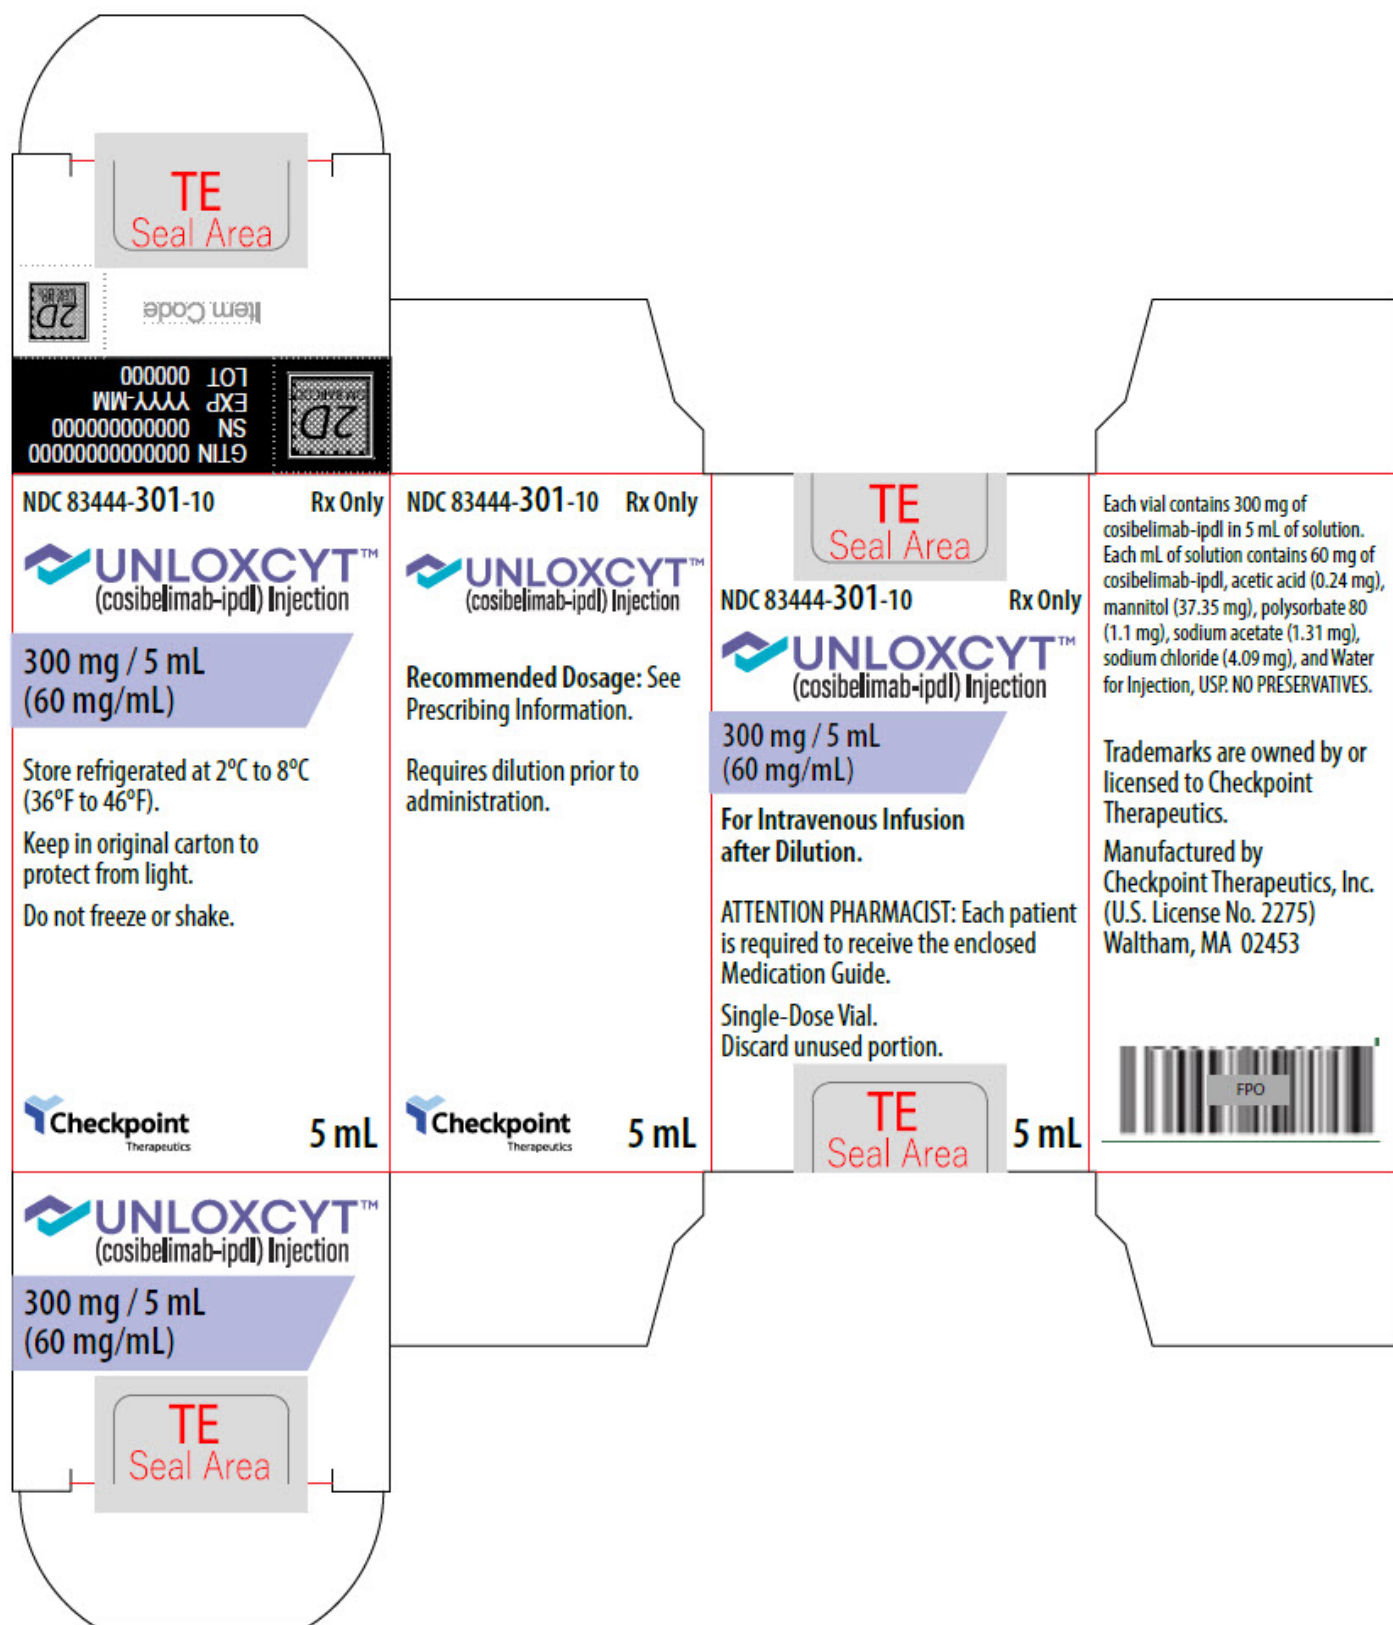 TE
Seal Area
2D
Item Code
GTIN 00000000000000
SN 000000000000
EXP YYYY-MM
LOT 000000
2D
NDC 83444-301-10 Rx Only
UNLOXCYT™
(cosibelimab-ipdl) Injection
300 mg / 5 mL
(60 mg/mL)
Store refrigerated at 2ºC to 8ºC
(36ºF to 46ºF).
Keep in original carton to
protect from light.
Do not freeze or shake.
Checkpoint
Therapeutics
5 mL
UNLOXCYT™
(cosibelimab-ipdl) Injection
300 mg / 5 mL
(60 mg/mL)
TE
Seal Area
NDC 83444-301-10 Rx Only
UNLOXCYT™
(cosibelimab-ipdl) Injection
Recommended Dosage: See
Prescribing Information.
Requires dilution prior to
administration.
Checkpoint
Therapeutics
5 mL
TE
Seal Area
NDC 83444-301-10 Rx Only
UNLOXCYT™
(cosibelimab-ipdl) Injection
300 mg / 5 mL
(60 mg/mL)
For Intravenous Infusion
after Dilution.
ATTENTION PHARMACIST: Each patient
is required to receive the enclosed
Medication Guide.
Single-Dose Vial.
Discard unused portion.
TE
Seal Area
5 mL
Each vial contains 300 mg of
cosibelimab-ipdl in 5 mL of solution.
Each mL of solution contains 60 mg of
cosibelimab-ipdl, acetic acid (0.24 mg),
mannitol (37.35 mg), polysorbate 80
(1.1 mg), sodium acetate (1.31 mg),
sodium chloride (4.09 mg), and Water
for Injection, USP. NO PRESERVATIVES.
Trademarks are owned by or
licensed to Checkpoint
Therapeutics.
Manufactured by
Checkpoint Therapeutics, Inc.
(U.S. License No. 2275)
Waltham, MA 02453
FPO